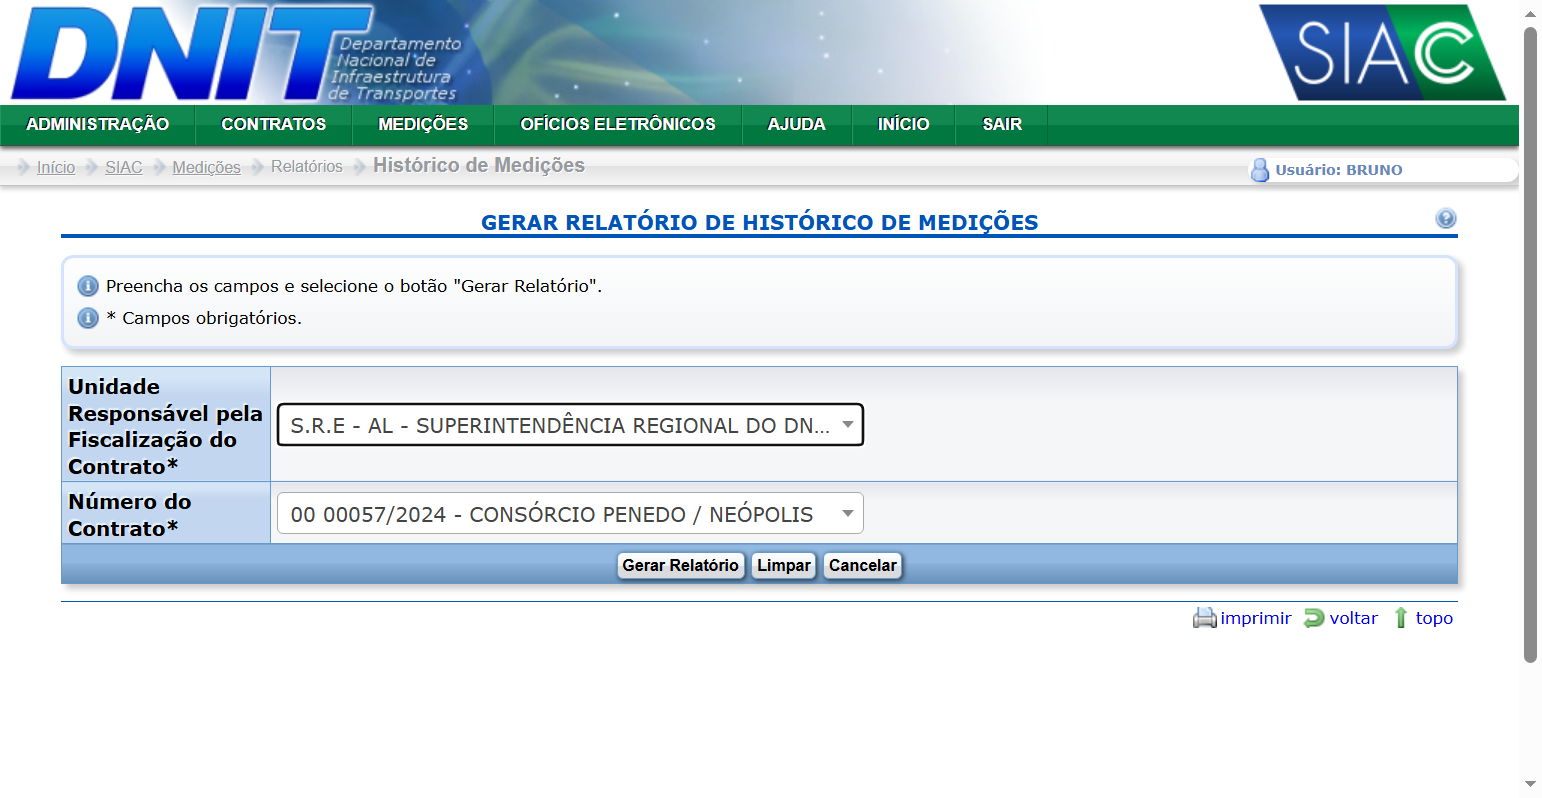 DNIT
Departamento
Nacional de
Infraestrutura
de Transportes
SIAC
ADMINISTRAÇÃO CONTRATOS MEDIÇÕES OFÍCIOS ELETRÔNICOS AJUDA INÍCIO SAIR
Início SIAC Medições Relatórios Histórico de Medições
Usuário: BRUNO
GERAR RELATÓRIO DE HISTÓRICO DE MEDIÇÕES
Preencha os campos e selecione o botão "Gerar Relatório".
* Campos obrigatórios.
Unidade
Responsável pela
Fiscalização do
Contrato*
S.R.E - AL - SUPERINTENDÊNCIA REGIONAL DO DN...
Número do
Contrato*
00 00057/2024 - CONSÓRCIO PENEDO / NEÓPOLIS
Gerar Relatório Limpar Cancelar
imprimir voltar topo